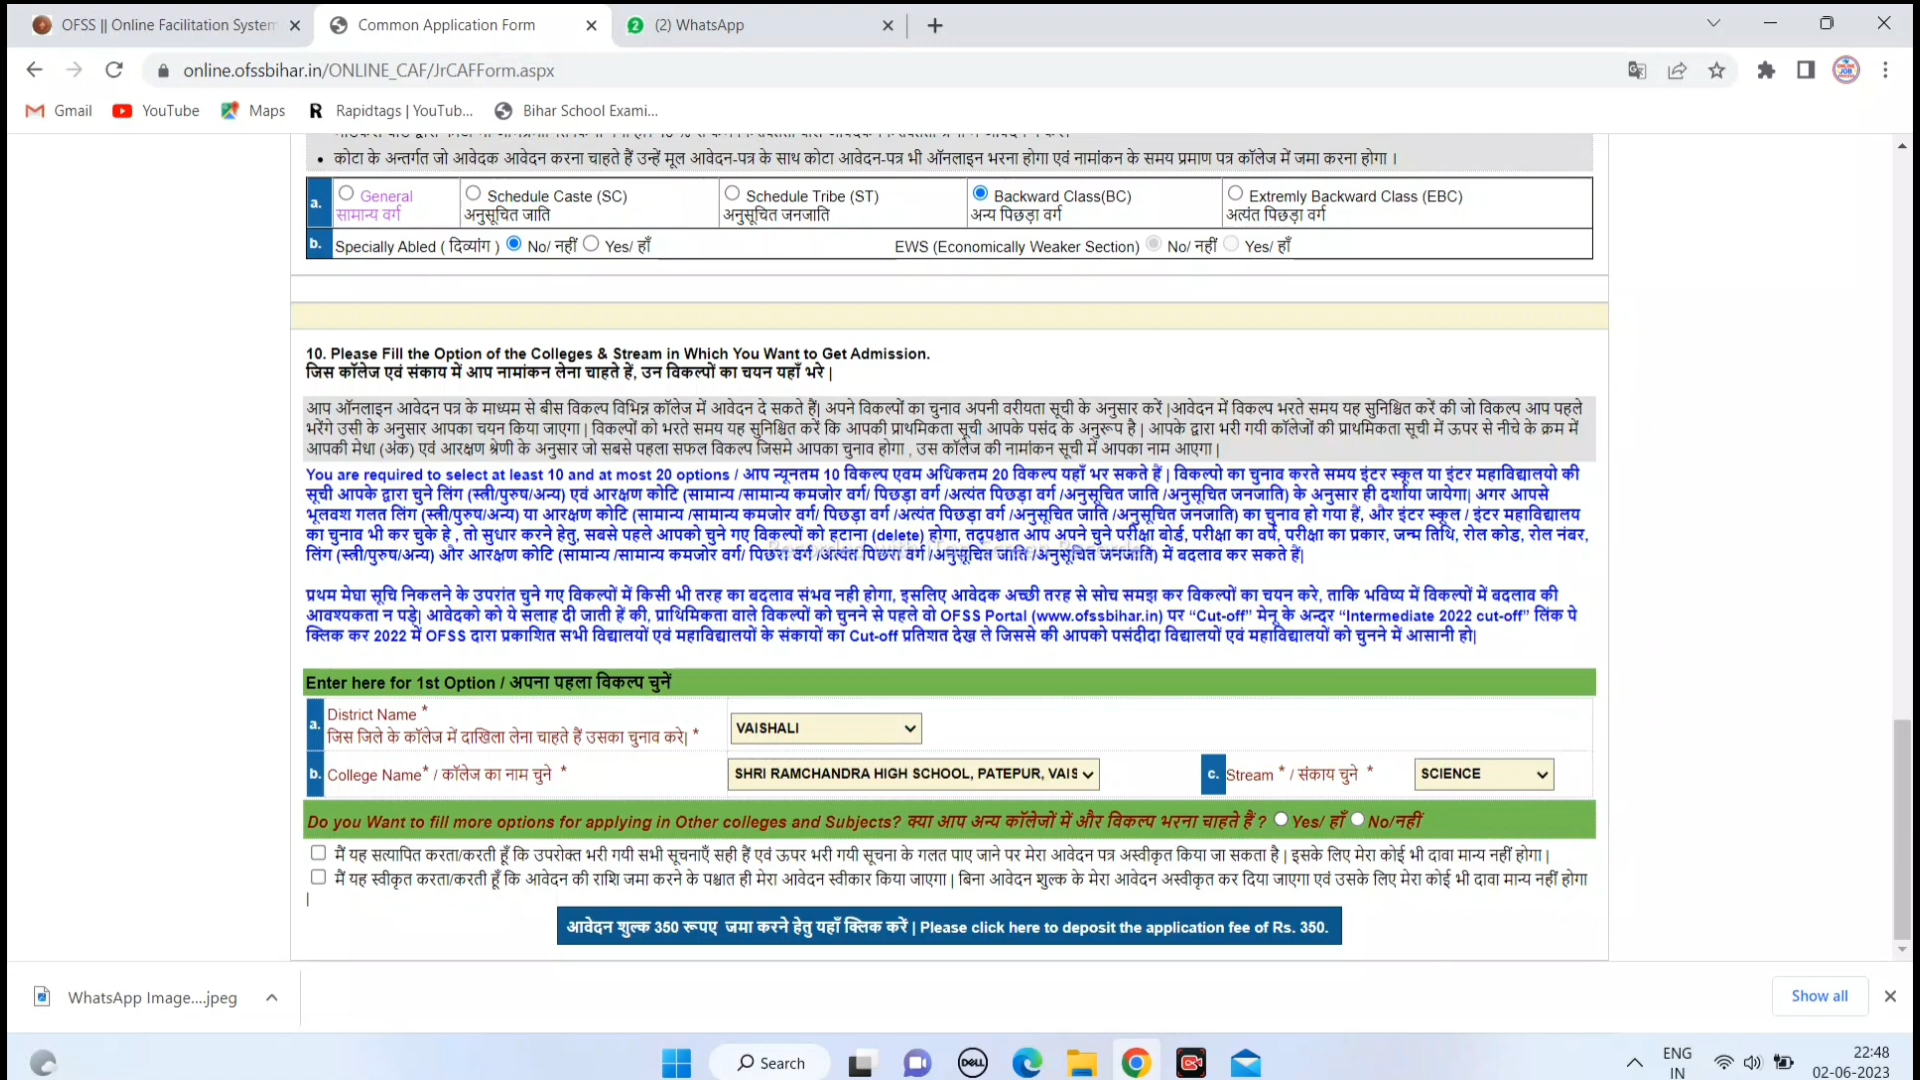 OFSS || Online Facilitation System
Common Application Form
(2) WhatsApp
online.ofssbihar.in/ONLINE_CAF/JrCAFForm.aspx
Gmail YouTube Maps Rapidtags | YouTub... Bihar School Exami...
कोटा के अन्तर्गत जो आवेदक आवेदन करना चाहते हैं उन्हें मूल आवेदन-पत्र के साथ कोटा आवेदन-पत्र भी ऑनलाइन भरना होगा एवं नामांकन के समय प्रमाण पत्र कॉलेज में जमा करना होगा ।
a. General Schedule Caste (SC) Schedule Tribe (ST) Backward Class(BC) Extremly Backward Class (EBC)
सामान्य वर्ग अनुसूचित जाति अनुसूचित जनजाति अन्य पिछड़ा वर्ग अत्यंत पिछड़ा वर्ग
b. Specially Abled ( दिव्यांग ) No/ नहीं Yes/ हाँ EWS (Economically Weaker Section) No/ नहीं Yes/ हाँ
10. Please Fill the Option of the Colleges & Stream in Which You Want to Get Admission.
जिस कॉलेज एवं संकाय में आप नामांकन लेना चाहते हें, उन विकल्पों का चयन यहाँ भरे |
आप ऑनलाइन आवेदन पत्र के माध्यम से बीस विकल्प विभिन्न कॉलेज में आवेदन दे सकते हैं| अपने विकल्पों का चुनाव अपनी वरीयता सूची के अनुसार करें |आवेदन में विकल्प भरते समय यह सुनिश्चित करें की जो विकल्प आप पहले
भरेंगे उसी के अनुसार आपका चयन किया जाएगा | विकल्पों को भरते समय यह सुनिश्चित करें कि आपकी प्राथमिकता सूची आपके पसंद के अनुरूप है | आपके द्वारा भरी गयी कॉलेजों की प्राथमिकता सूची में ऊपर से नीचे के क्रम में
आपकी मेधा (अंक) एवं आरक्षण श्रेणी के अनुसार जो सबसे पहला सफल विकल्प जिसमे आपका चुनाव होगा , उस कॉलेज की नामांकन सूची में आपका नाम आएगा |
You are required to select at least 10 and at most 20 options / आप न्यूनतम 10 विकल्प एवम अधिकतम 20 विकल्प यहाँ भर सकते हैं | विकल्पो का चुनाव करते समय इंटर स्कूल या इंटर महाविद्यालयो की
सूची आपके द्वारा चुने लिंग (स्त्री/पुरुष/अन्य) एवं आरक्षण कोटि (सामान्य /सामान्य कमजोर वर्ग/ पिछड़ा वर्ग /अत्यंत पिछड़ा वर्ग /अनुसूचित जाति /अनुसूचित जनजाति) के अनुसार ही दर्शाया जायेगा| अगर आपसे
भूलवश गलत लिंग (स्त्री/पुरुष/अन्य) या आरक्षण कोटि (सामान्य /सामान्य कमजोर वर्ग/ पिछड़ा वर्ग /अत्यंत पिछड़ा वर्ग /अनुसूचित जाति /अनुसूचित जनजाति) का चुनाव हो गया हैं, और इंटर स्कूल / इंटर महाविद्यालय
का चुनाव भी कर चुके हे , तो सुधार करने हेतु, सबसे पहले आपको चुने गए विकल्पों को हटाना (delete) होगा, तद्पश्चात आप अपने चुने परीक्षा बोर्ड, परीक्षा का वर्ष, परीक्षा का प्रकार, जन्म तिथि, रोल कोड, रोल नंबर,
लिंग (स्त्री/पुरुष/अन्य) ओर आरक्षण कोटि (सामान्य /सामान्य कमजोर वर्ग/ पिछरा वर्ग /अत्यंत पिछरा वर्ग /अनुसूचित जाति /अनुसूचित जनजाति) में बदलाव कर सकते हैं|
प्रथम मेघा सूचि निकलने के उपरांत चुने गए विकल्पों में किसी भी तरह का बदलाव संभव नही होगा, इसलिए आवेदक अच्छी तरह से सोच समझ कर विकल्पों का चयन करे, ताकि भविष्य में विकल्पों में बदलाव की
आवश्यकता न पड़े| आवेदको को ये सलाह दी जाती हें की, प्राथिमिकता वाले विकल्पों को चुनने से पहले वो OFSS Portal (www.ofssbihar.in) पर “Cut-off” मेनू के अन्दर “Intermediate 2022 cut-off” लिंक पे
क्लिक कर 2022 में OFSS दारा प्रकाशित सभी विद्यालयों एवं महाविद्यालयों के संकायों का Cut-off प्रतिशत देख ले जिससे की आपको पसंदीदा विद्यालयों एवं महाविद्यालयों को चुनने में आसानी हो|
Enter here for 1st Option / अपना पहला विकल्प चुनें
a. District Name *
जिस जिले के कॉलेज में दाखिला लेना चाहते हैं उसका चुनाव करे| * VAISHALI
b. College Name* / कॉलेज का नाम चुने * SHRI RAMCHANDRA HIGH SCHOOL, PATEPUR, VAIS c. Stream * / संकाय चुने * SCIENCE
Do you Want to fill more options for applying in Other colleges and Subjects? क्या आप अन्य कॉलेजों में और विकल्प भरना चाहते हैं ? Yes/ हाँ No/नहीं
मैं यह सत्यापित करता/करती हूँ कि उपरोक्त भरी गयी सभी सूचनाएँ सही हैं एवं ऊपर भरी गयी सूचना के गलत पाए जाने पर मेरा आवेदन पत्र अस्वीकृत किया जा सकता है | इसके लिए मेरा कोई भी दावा मान्य नहीं होगा |
मैं यह स्वीकृत करता/करती हूँ कि आवेदन की राशि जमा करने के पश्चात ही मेरा आवेदन स्वीकार किया जाएगा | बिना आवेदन शुल्क के मेरा आवेदन अस्वीकृत कर दिया जाएगा एवं उसके लिए मेरा कोई भी दावा मान्य नहीं होगा
|
आवेदन शुल्क 350 रूपए जमा करने हेतु यहाँ क्लिक करें | Please click here to deposit the application fee of Rs. 350.
WhatsApp Image....jpeg
Show all
Search
DELL
ENG
IN
22:48
02-06-2023